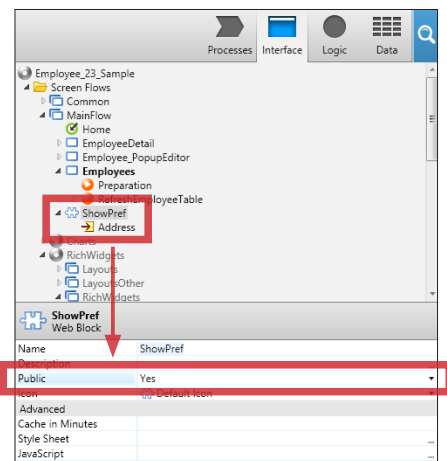 Processes Interface Logic Data
Employee_23_Sample
Screen Flows
Common
MainFlow
Home
EmployeeDetail
Employee_PopupEditor
Employees
Preparation
RefreshEmployeeTable
ShowPref
Address
Charts
RichWidgets
Layouts
LayoutsOther
RichWidgets
ShowPref
Web Block
Name ShowPref
Description ...
Public Yes
Icon Default Icon
Advanced
Cache in Minutes
Style Sheet ...
JavaScript ...